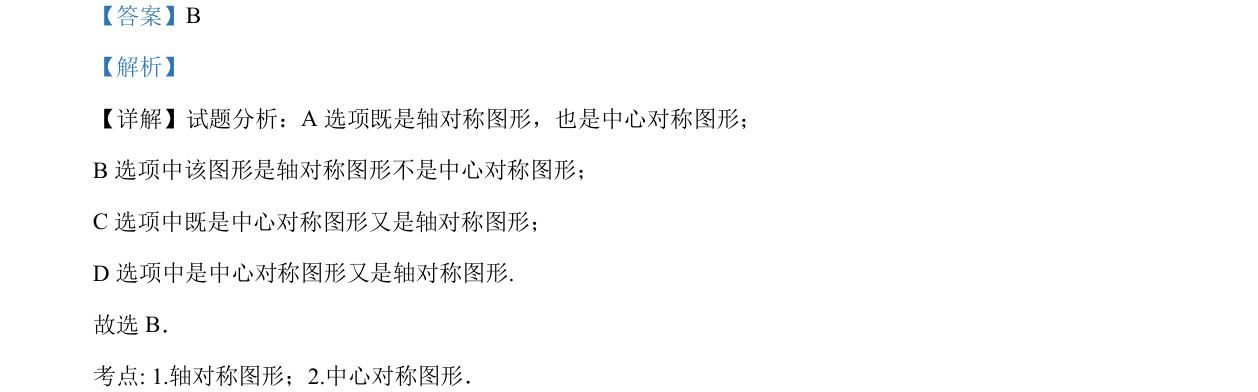 【答案】B
【解析】
【详解】试题分析：A 选项既是轴对称图形，也是中心对称图形；
B 选项中该图形是轴对称图形不是中心对称图形；
C 选项中既是中心对称图形又是轴对称图形；
D 选项中是中心对称图形又是轴对称图形.
故选 B．
考点: 1.轴对称图形；2.中心对称图形．